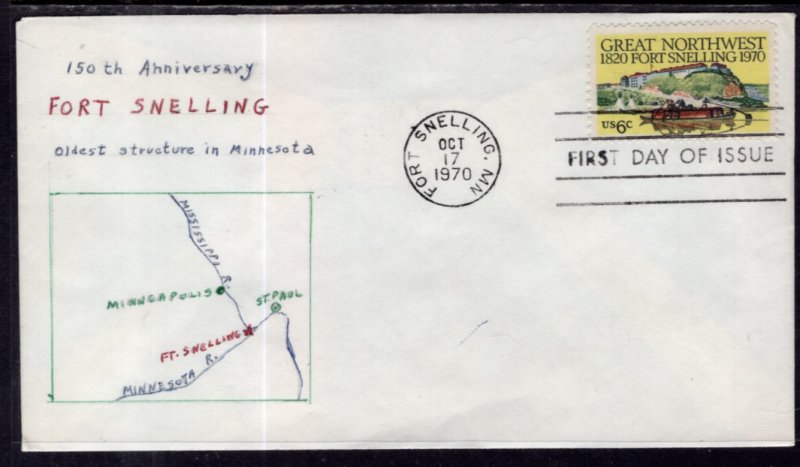 150th Anniversary
FORT SNELLING
Oldest structure in Minnesota
MISSISSIPPI R.
MINNEAPOLIS
ST. PAUL
FT. SNELLING
MINNESOTA R.
FORT SNELLING, MN
OCT
17
1970
GREAT NORTHWEST
1820 FORT SNELLING 1970
US 6c
FIRST DAY OF ISSUE